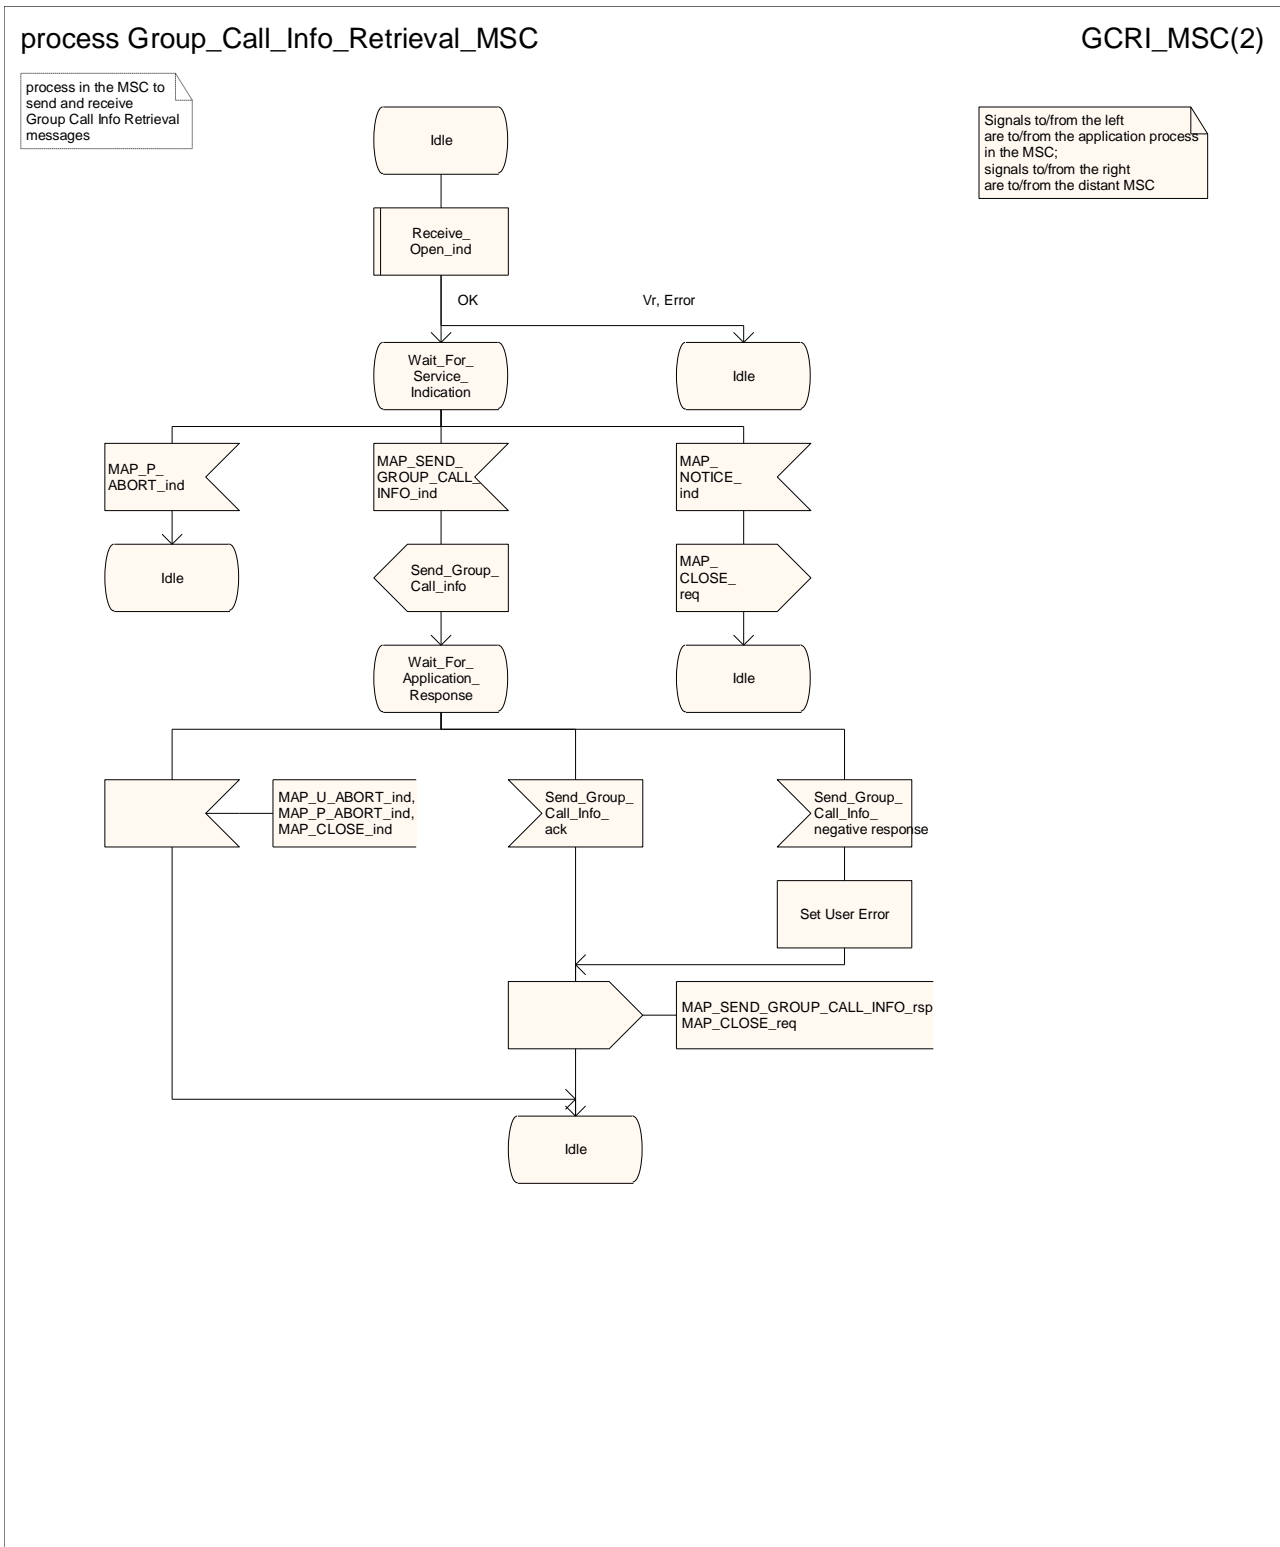 process Group_Call_Info_Retrieval_MSC
GCRI_MSC(2)
process in the MSC to
send and receive
Group Call Info Retrieval
messages
Signals to/from the left
are to/from the application process
in the MSC;
signals to/from the right
are to/from the distant MSC
Idle
Receive_
Open_ind
OK
Vr, Error
Wait_For_
Service_
Indication
Idle
MAP_P_
ABORT_ind
MAP_SEND_
GROUP_CALL_
INFO_ind
MAP_
NOTICE_
ind
Idle
Send_Group_
Call_info
MAP_
CLOSE_
req
Wait_For_
Application_
Response
Idle
MAP_U_ABORT_ind,
MAP_P_ABORT_ind,
MAP_CLOSE_ind
Send_Group_
Call_Info_
ack
Send_Group_
Call_Info_
negative response
Set User Error
MAP_SEND_GROUP_CALL_INFO_rsp
MAP_CLOSE_req
Idle